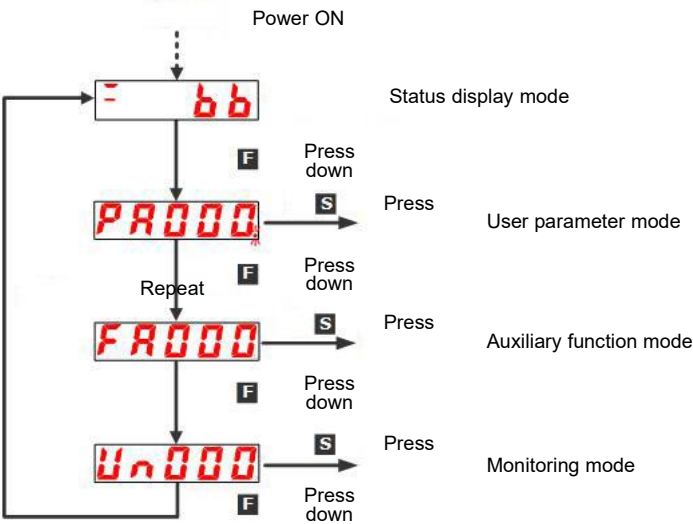 Power ON
bb
Status display mode
F Press
down
PA000 S Press
User parameter mode
F Press
down
Repeat
FA000 S Press
Auxiliary function mode
F Press
down
Un000 S Press
Monitoring mode
F Press
down